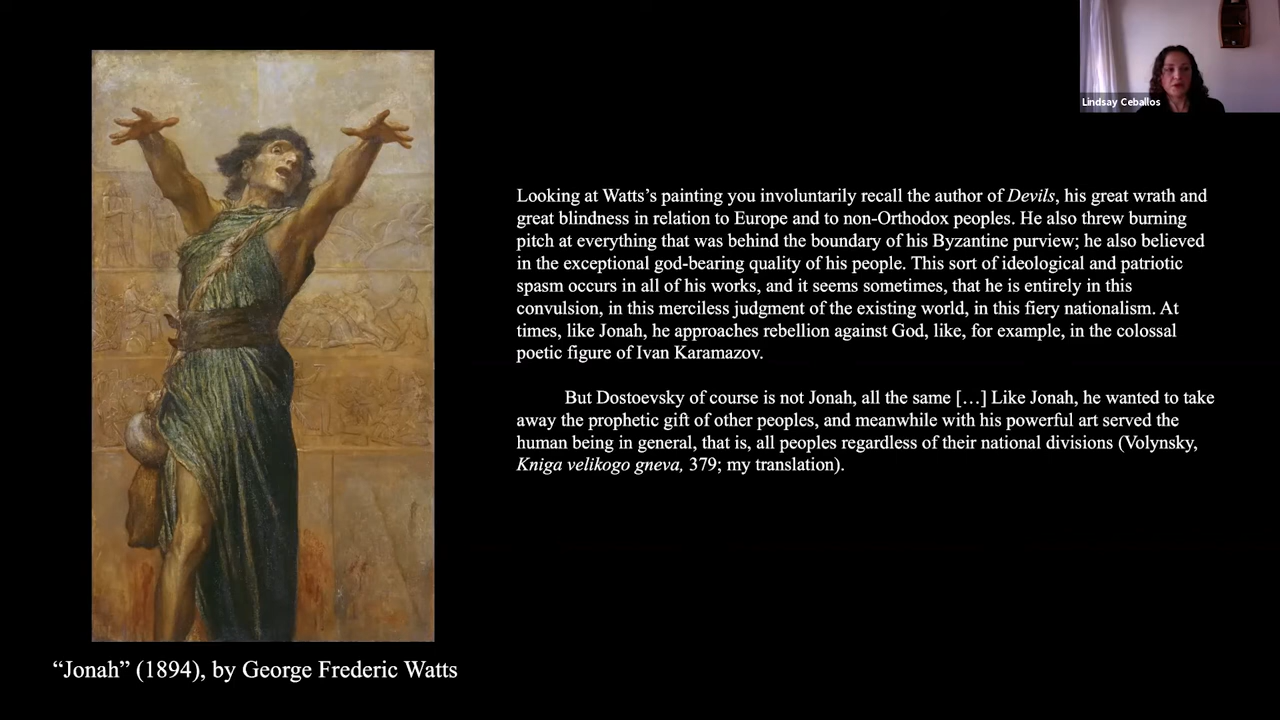 Lindsay Ceballos
Looking at Watts’s painting you involuntarily recall the author of Devils, his great wrath and
great blindness in relation to Europe and to non-Orthodox peoples. He also threw burning
pitch at everything that was behind the boundary of his Byzantine purview; he also believed
in the exceptional god-bearing quality of his people. This sort of ideological and patriotic
spasm occurs in all of his works, and it seems sometimes, that he is entirely in this
convulsion, in this merciless judgment of the existing world, in this fiery nationalism. At
times, like Jonah, he approaches rebellion against God, like, for example, in the colossal
poetic figure of Ivan Karamazov.
But Dostoevsky of course is not Jonah, all the same […] Like Jonah, he wanted to take
away the prophetic gift of other peoples, and meanwhile with his powerful art served the
human being in general, that is, all peoples regardless of their national divisions (Volynsky,
Kniga velikogo gneva, 379; my translation).
“Jonah” (1894), by George Frederic Watts